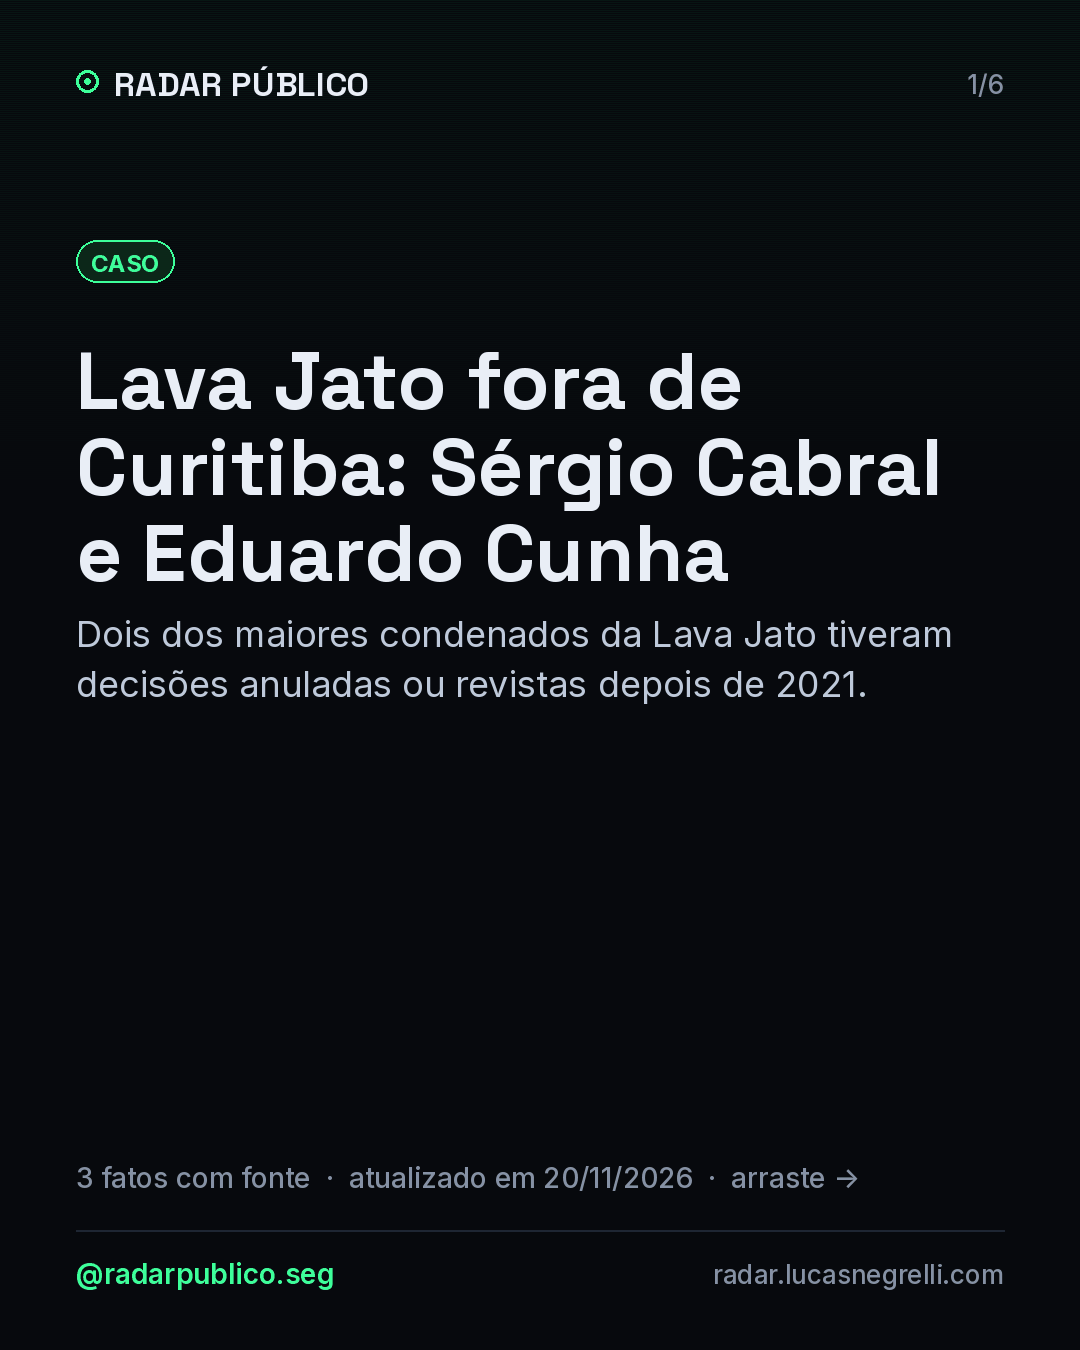 RADAR PÚBLICO
1/6
CASO
Lava Jato fora de
Curitiba: Sérgio Cabral
e Eduardo Cunha
Dois dos maiores condenados da Lava Jato tiveram
decisões anuladas ou revistas depois de 2021.
3 fatos com fonte · atualizado em 20/11/2026 · arraste →
@radarpublico.seg
radar.lucasnegrelli.com